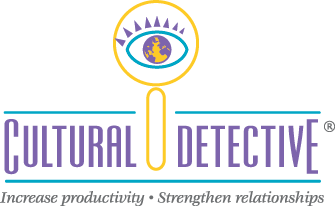 CULTURAL DETECTIVE®
Increase productivity • Strengthen relationships